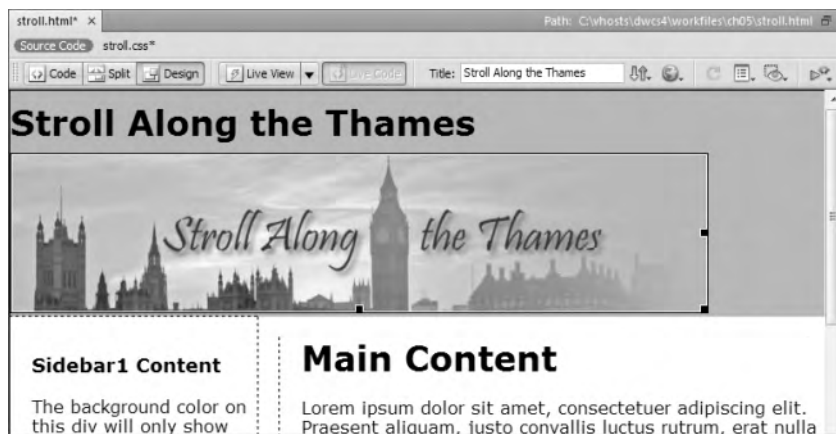 stroll.html* ×
Path: C:\vhosts\dwcs4\workfiles\ch05\stroll.html
Source Code stroll.css*
Code Split Design Live View Live Code Title: Stroll Along the Thames
Stroll Along the Thames
Stroll Along the Thames
Sidebar1 Content
The background color on
this div will only show
Main Content
Lorem ipsum dolor sit amet, consectetuer adipiscing elit.
Praesent aliquam, justo convallis luctus rutrum, erat nulla